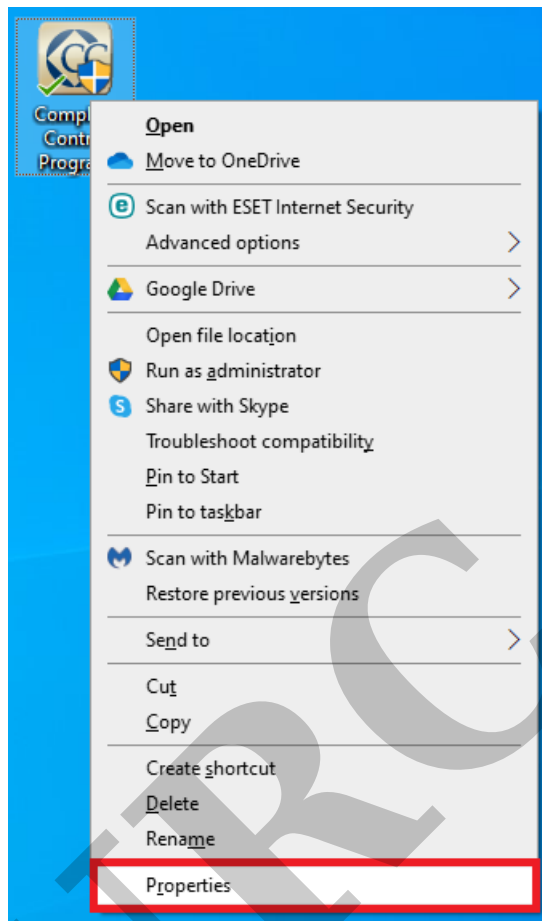 CCC
Compl
Contr
Progra
Open
Move to OneDrive
Scan with ESET Internet Security
Advanced options
Google Drive
Open file location
Run as administrator
Share with Skype
Troubleshoot compatibility
Pin to Start
Pin to taskbar
Scan with Malwarebytes
Restore previous versions
Send to
Cut
Copy
Create shortcut
Delete
Rename
Properties
URC